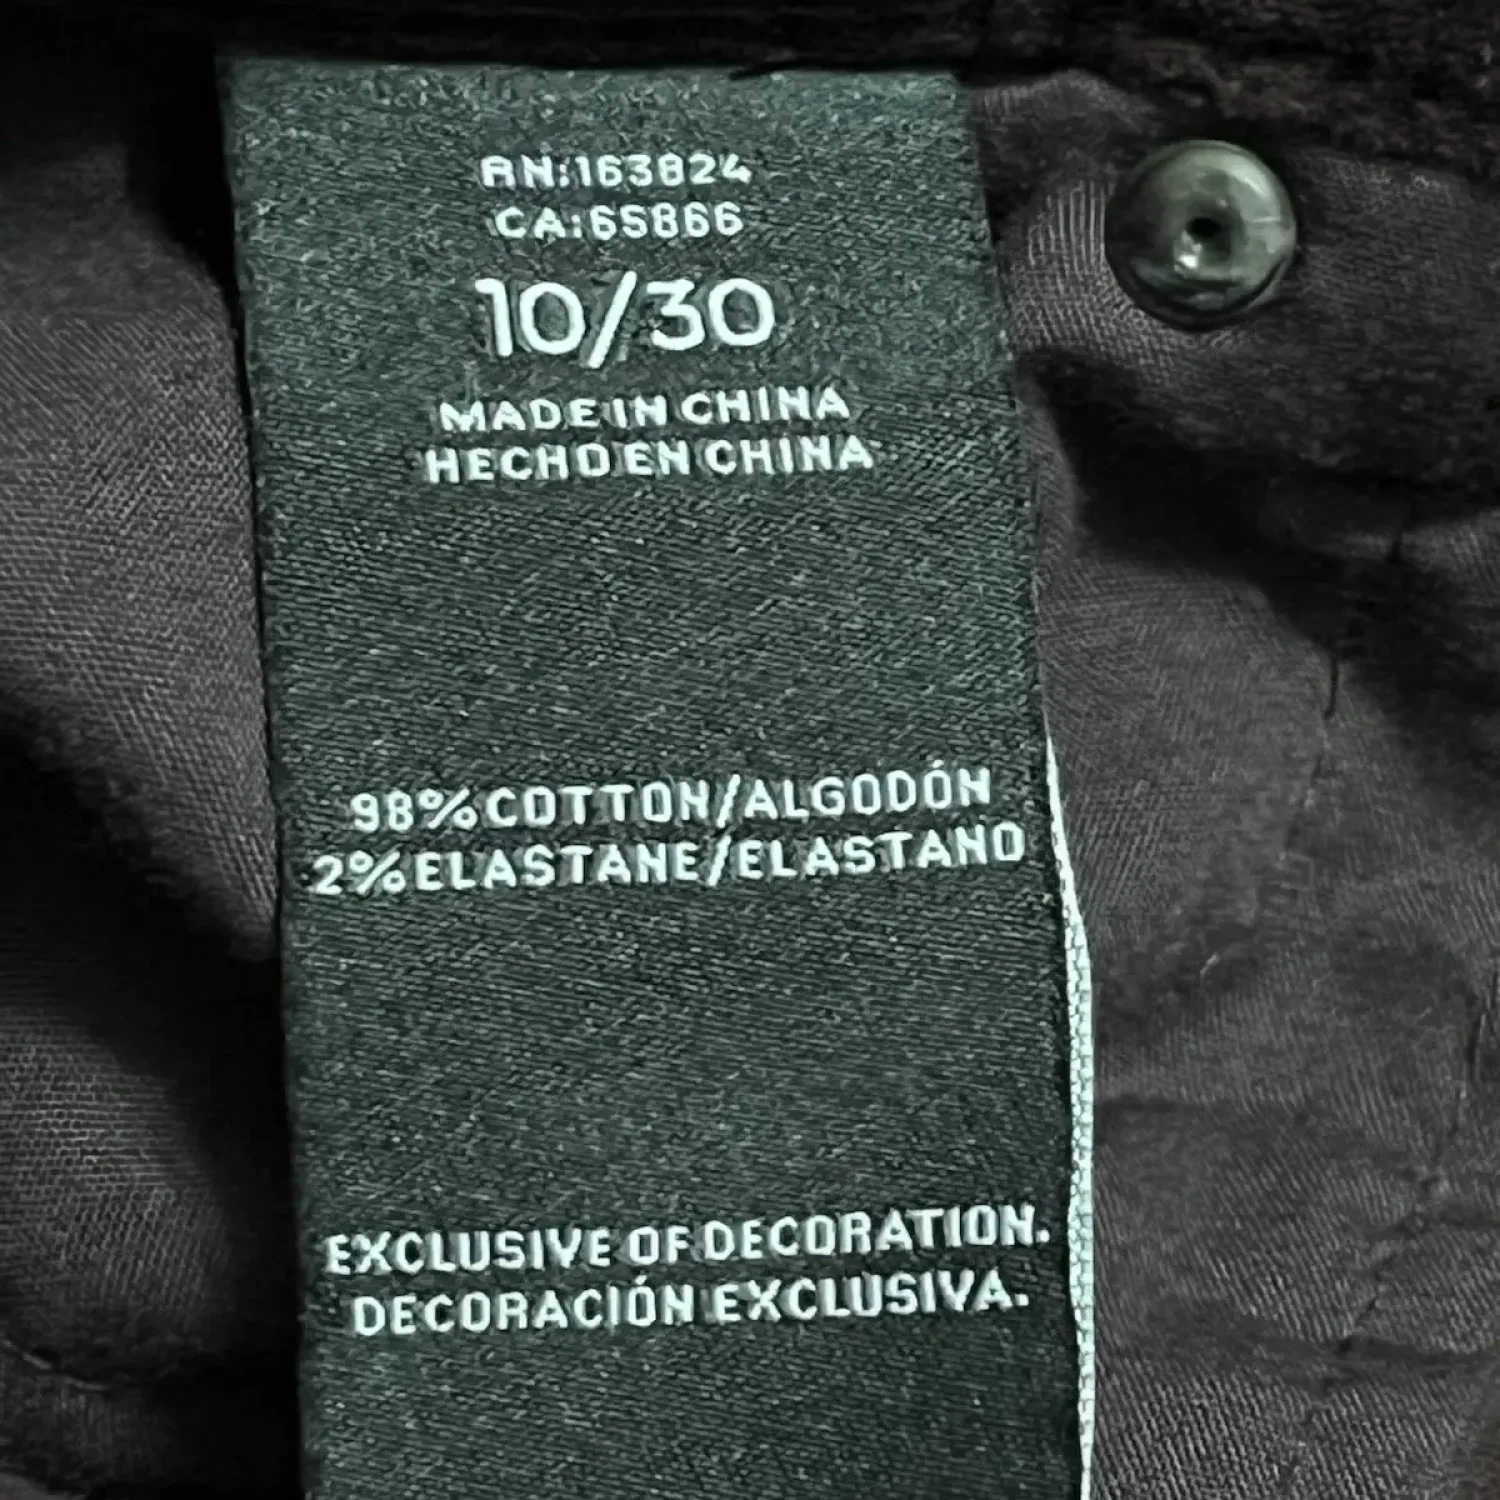 RN:163824
CA:65866
10/30
MADE IN CHINA
HECHO EN CHINA
98% COTTON/ALGODÓN
2% ELASTANE/ELASTANO
EXCLUSIVE OF DECORATION.
DECORACIÓN EXCLUSIVA.